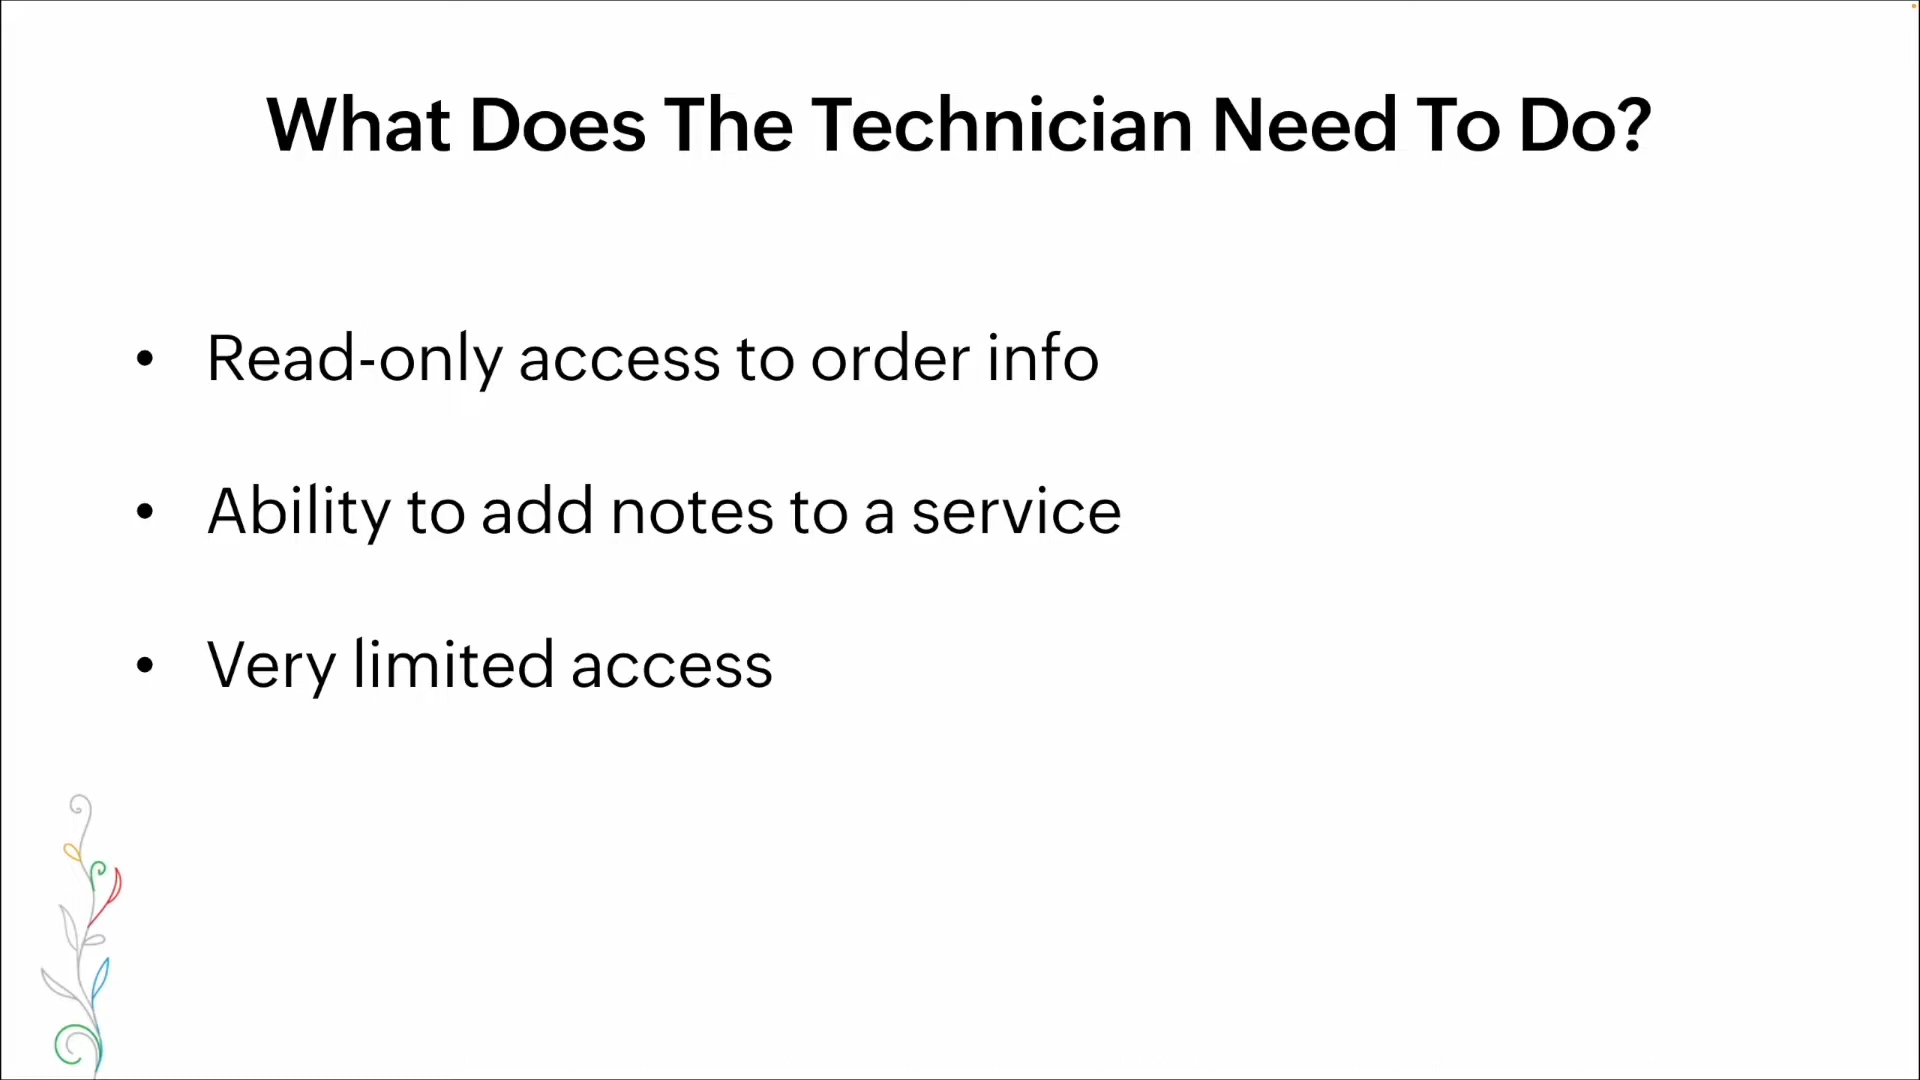 What Does The Technician Need To Do?
• Read-only access to order info
• Ability to add notes to a service
• Very limited access